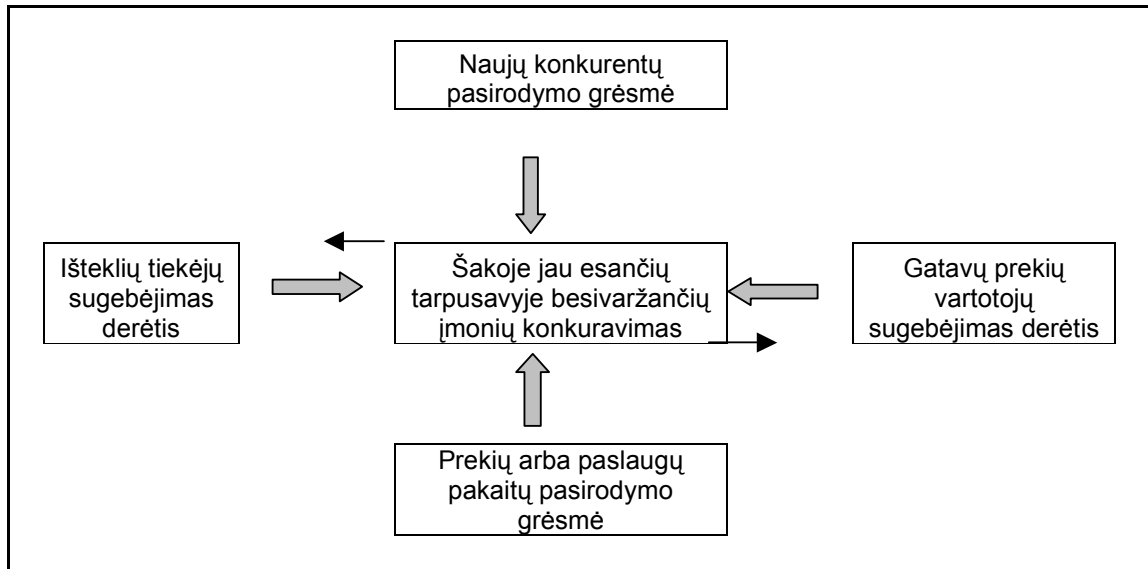 Naujų konkurentų
pasirodymo grėsmė
Išteklių tiekėjų
sugebėjimas
derėtis
Šakoje jau esančių
tarpusavyje besivaržančių
įmonių konkuravimas
Gatavų prekių
vartotojų
sugebėjimas derėtis
Prekių arba paslaugų
pakaitų pasirodymo
grėsmė